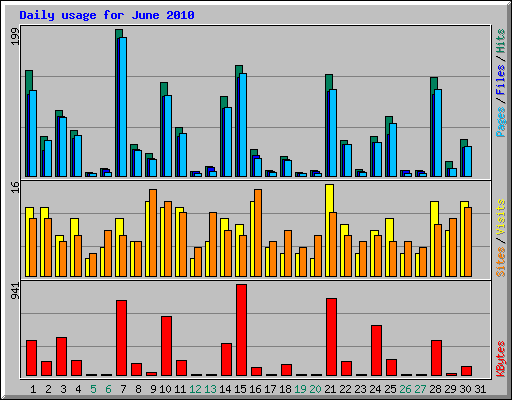 Daily usage for June 2010
199
Pages / Files / Hits
16
Sites / Visits
941
KBytes
1 2 3 4 5 6 7 8 9 10 11 12 13 14 15 16 17 18 19 20 21 22 23 24 25 26 27 28 29 30 31